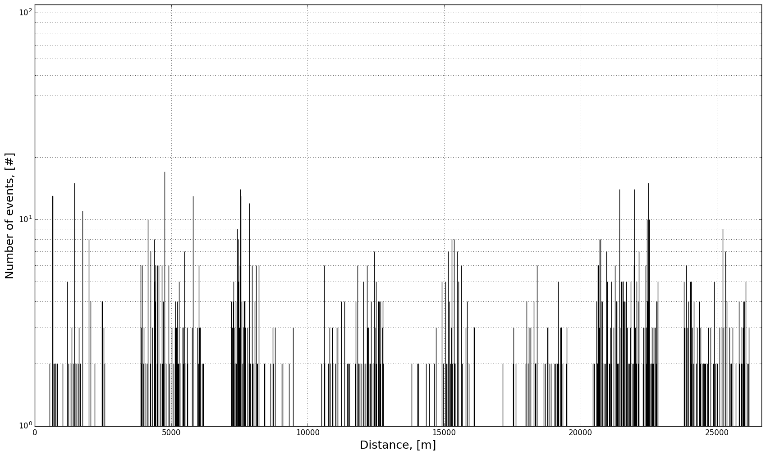 10²
10¹
10⁰
Number of events, [#]
0 5000 10000 15000 20000 25000
Distance, [m]